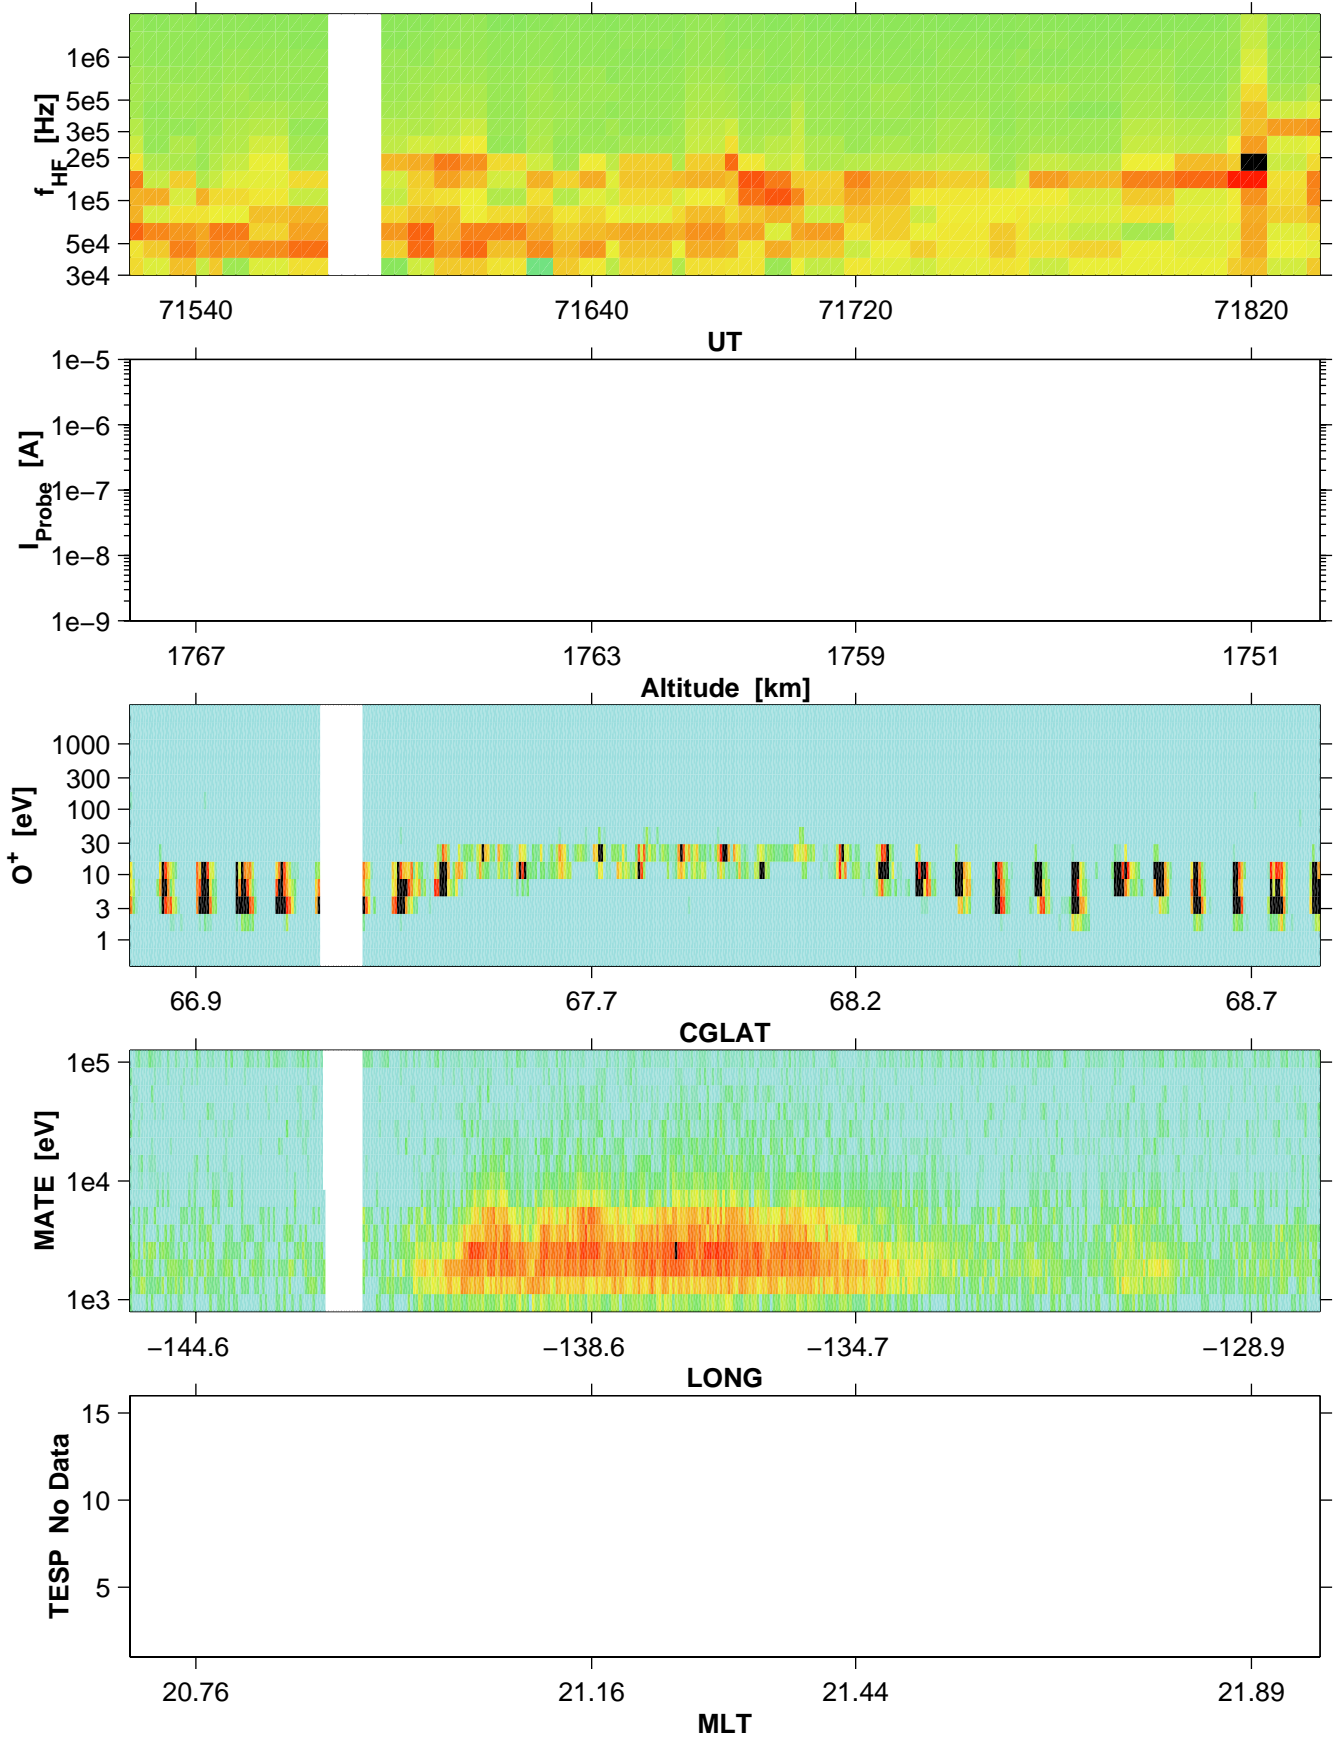 f_HF [Hz]
1e6
5e5
3e5
2e5
1e5
5e4
3e4
71540 71640 71720 71820
UT
I_Probe [A]
1e−5
1e−6
1e−7
1e−8
1e−9
1767 1763 1759 1751
Altitude [km]
O⁺ [eV]
1000
300
100
30
10
3
1
66.9 67.7 68.2 68.7
CGLAT
MATE [eV]
1e5
1e4
1e3
−144.6 −138.6 −134.7 −128.9
LONG
TESP No Data
15
10
5
20.76 21.16 21.44 21.89
MLT